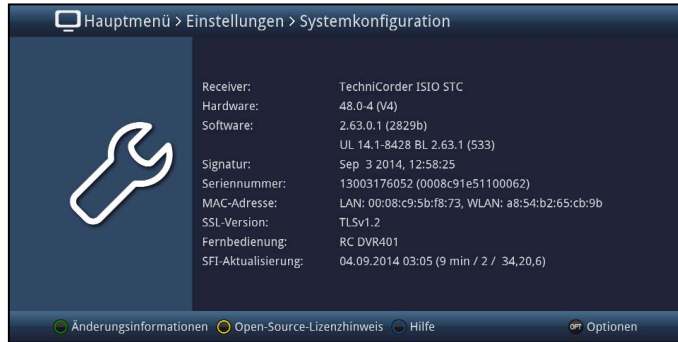 Hauptmenü > Einstellungen > Systemkonfiguration
Receiver: TechniCorder ISIO STC
Hardware: 48.0-4 (V4)
Software: 2.63.0.1 (2829b)
UL 14.1-8428 BL 2.63.1 (533)
Signatur: Sep 3 2014, 12:58:25
Seriennummer: 13003176052 (0008c91e51100062)
MAC-Adresse: LAN: 00:08:c9:5b:f8:73, WLAN: a8:54:b2:65:cb:9b
SSL-Version: TLSv1.2
Fernbedienung: RC DVR401
SFI-Aktualisierung: 04.09.2014 03:05 (9 min / 2 / 34,20,6)
Änderungsinformationen Open-Source-Lizenzhinweis Hilfe OPT Optionen